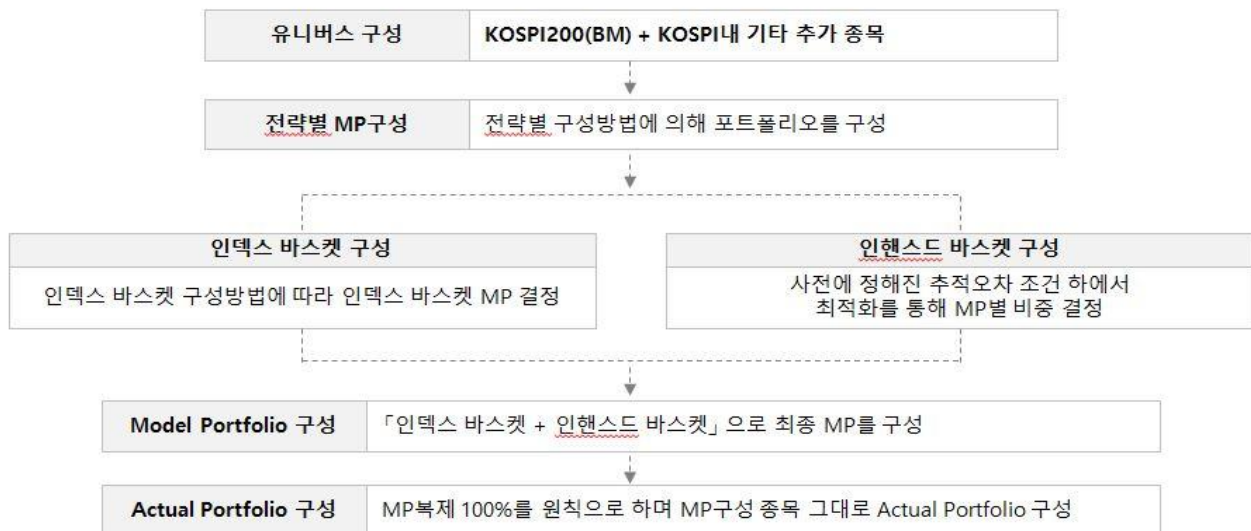 유니버스 구성 KOSPI200(BM) + KOSPI내 기타 추가 종목
전략별 MP구성 전략별 구성방법에 의해 포트폴리오를 구성
인덱스 바스켓 구성
인덱스 바스켓 구성방법에 따라 인덱스 바스켓 MP 결정
인핸스드 바스켓 구성
사전에 정해진 추적오차 조건 하에서
최적화를 통해 MP별 비중 결정
Model Portfolio 구성 「인덱스 바스켓 + 인핸스드 바스켓」 으로 최종 MP를 구성
Actual Portfolio 구성 MP복제 100%를 원칙으로 하며 MP구성 종목 그대로 Actual Portfolio 구성